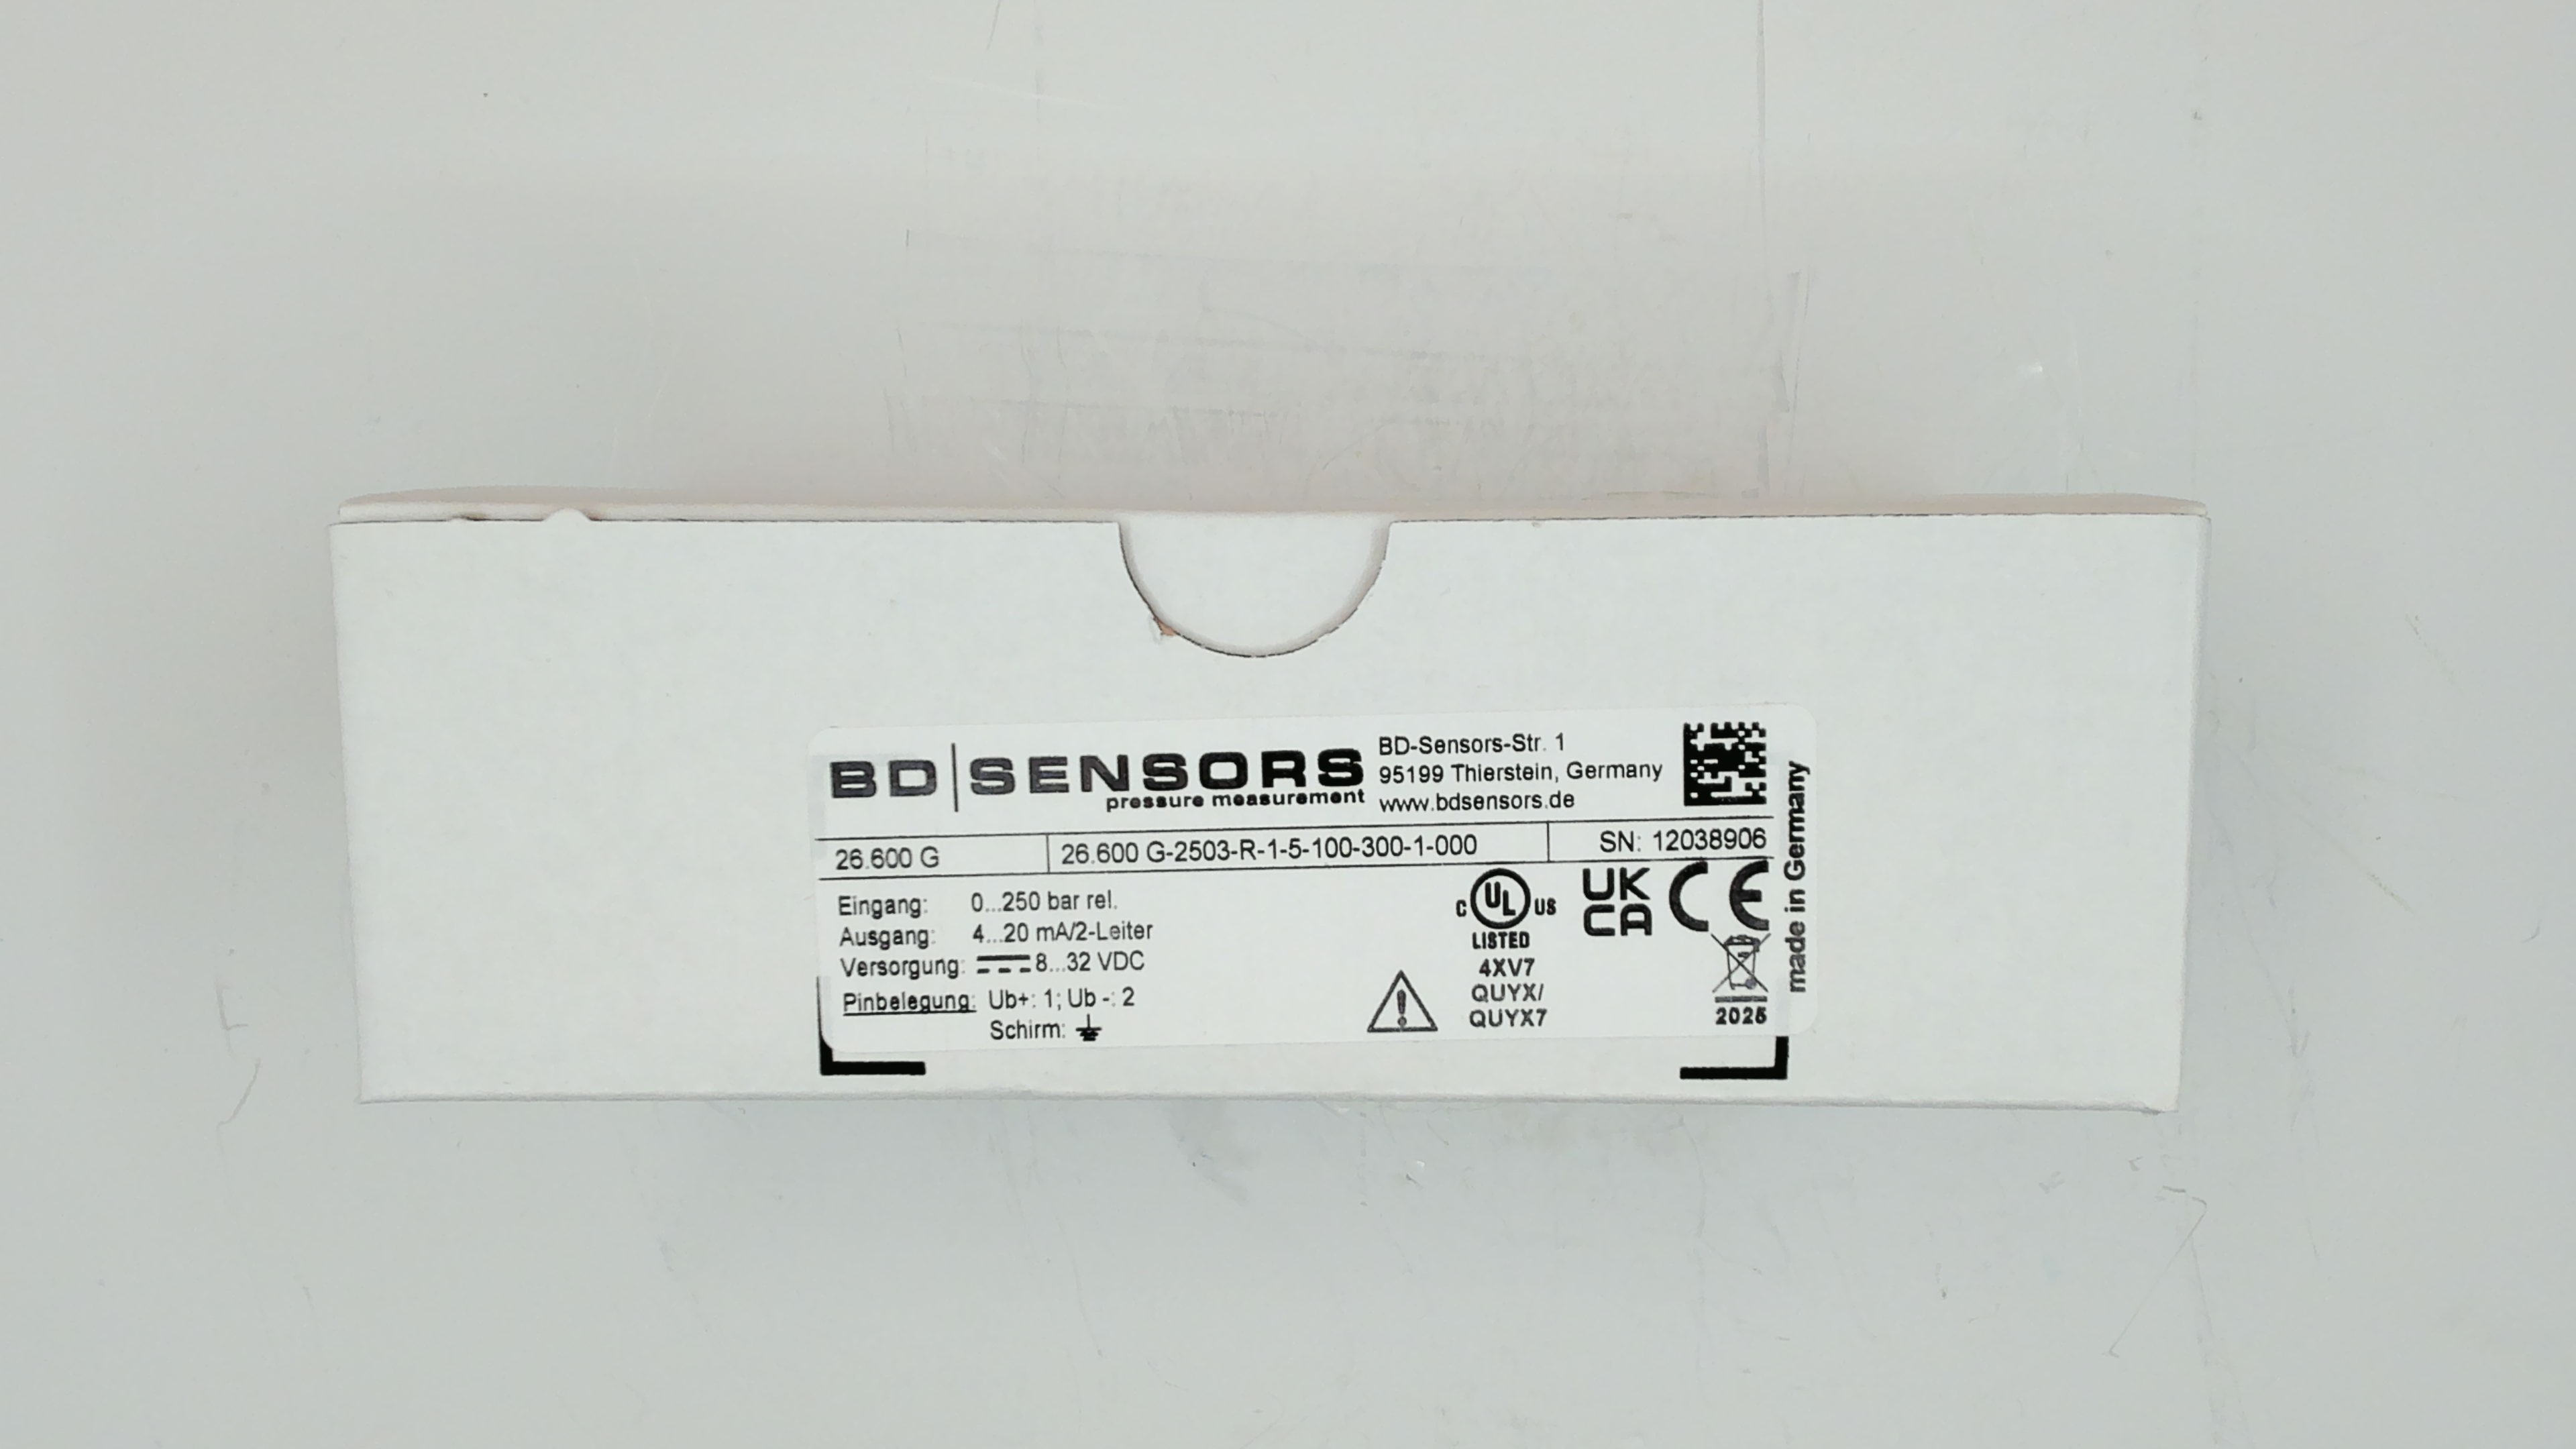 BD|SENSORS
pressure measurement
BD-Sensors-Str. 1
95199 Thierstein, Germany
www.bdsensors.de
26.600 G
26.600 G-2503-R-1-5-100-300-1-000
SN: 12038906
Eingang: 0...250 bar rel.
Ausgang: 4...20 mA/2-Leiter
Versorgung: 8...32 VDC
Pinbelegung: Ub+: 1; Ub -: 2
Schirm:
C UL US
LISTED
4XV7
QUYX/
QUYX7
UK
CA
CE
2025
made in Germany